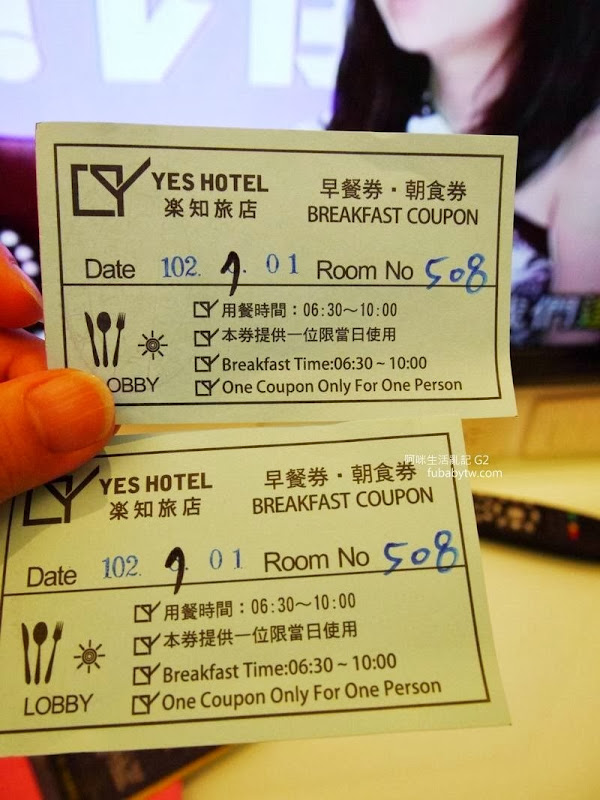 YES HOTEL
楽知旅店
早餐券・朝食券
BREAKFAST COUPON
Date 102. 9. 01 Room No 508
用餐時間：06:30～10:00
本券提供一位限當日使用
Breakfast Time:06:30 ~ 10:00
One Coupon Only For One Person
OBBY
阿咪生活亂記 G2
fubabytw.com
YES HOTEL
楽知旅店
早餐券・朝食券
BREAKFAST COUPON
Date 102. 9. 01 Room No 508
用餐時間：06:30～10:00
本券提供一位限當日使用
Breakfast Time:06:30 ~ 10:00
One Coupon Only For One Person
LOBBY
我們